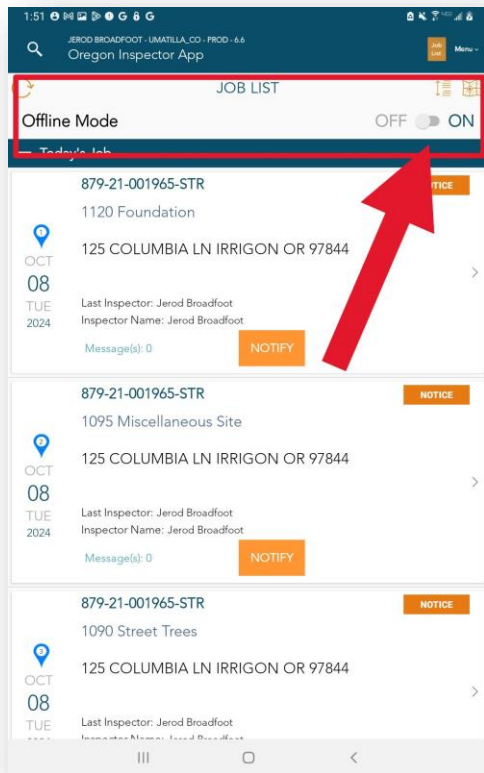 1:51
JEROD BROADFOOT - UMATILLA_CO - PROD - 6.6
Oregon Inspector App
Job List
Menu
JOB LIST
Offline Mode
OFF
ON
Today's Job
879-21-001965-STR
1120 Foundation
125 COLUMBIA LN IRRIGON OR 97844
1
OCT
08
TUE
2024
Last Inspector: Jerod Broadfoot
Inspector Name: Jerod Broadfoot
Message(s): 0
NOTIFY
879-21-001965-STR
NOTICE
1095 Miscellaneous Site
125 COLUMBIA LN IRRIGON OR 97844
2
OCT
08
TUE
2024
Last Inspector: Jerod Broadfoot
Inspector Name: Jerod Broadfoot
Message(s): 0
NOTIFY
879-21-001965-STR
NOTICE
1090 Street Trees
125 COLUMBIA LN IRRIGON OR 97844
3
OCT
08
TUE
Last Inspector: Jerod Broadfoot